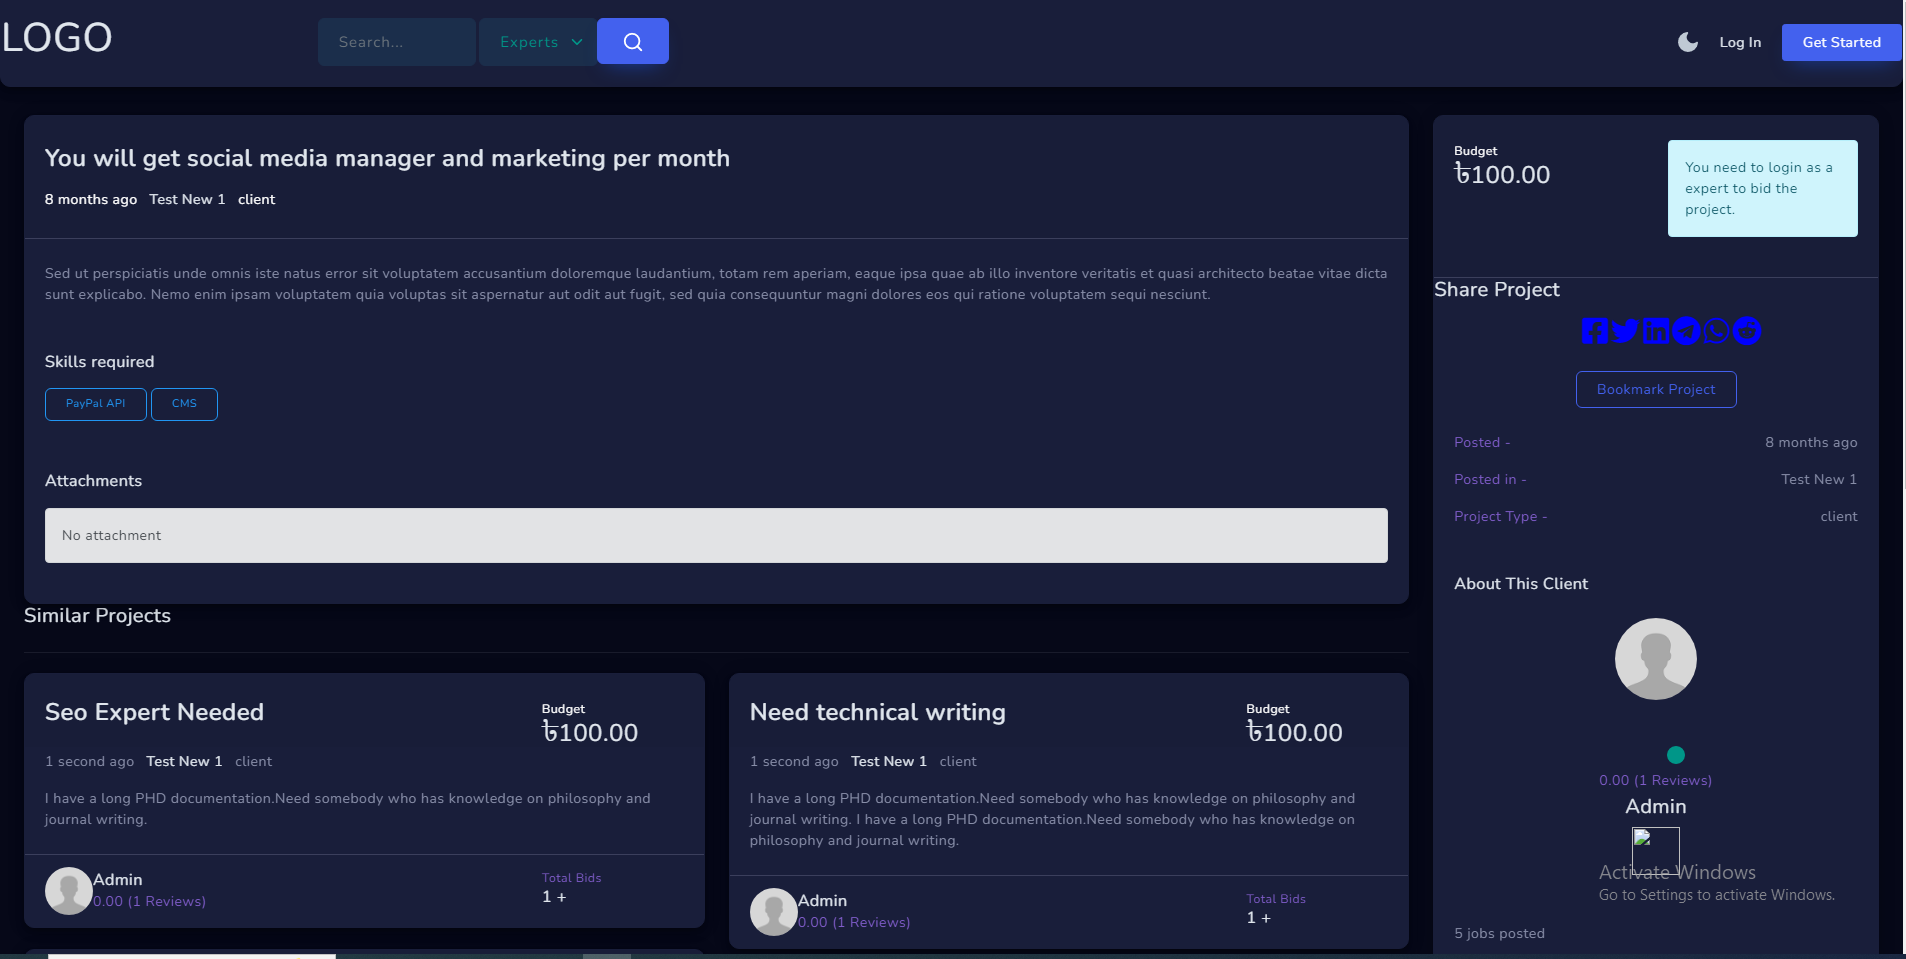 LOGO
Search...
Experts
Log In
Get Started
You will get social media manager and marketing per month
8 months ago Test New 1 client
Sed ut perspiciatis unde omnis iste natus error sit voluptatem accusantium doloremque laudantium, totam rem aperiam, eaque ipsa quae ab illo inventore veritatis et quasi architecto beatae vitae dicta
sunt explicabo. Nemo enim ipsam voluptatem quia voluptas sit aspernatur aut odit aut fugit, sed quia consequuntur magni dolores eos qui ratione voluptatem sequi nesciunt.
Skills required
PayPal API CMS
Attachments
No attachment
Budget
৳100.00
You need to login as a
expert to bid the
project.
Share Project
Bookmark Project
Posted - 8 months ago
Posted in - Test New 1
Project Type - client
About This Client
0.00 (1 Reviews)
Admin
Activate Windows
Go to Settings to activate Windows.
5 jobs posted
Similar Projects
Seo Expert Needed
Budget
৳100.00
1 second ago Test New 1 client
I have a long PHD documentation.Need somebody who has knowledge on philosophy and
journal writing.
Admin
0.00 (1 Reviews)
Total Bids
1 +
Need technical writing
Budget
৳100.00
1 second ago Test New 1 client
I have a long PHD documentation.Need somebody who has knowledge on philosophy and
journal writing. I have a long PHD documentation.Need somebody who has knowledge on
philosophy and journal writing.
Admin
0.00 (1 Reviews)
Total Bids
1 +